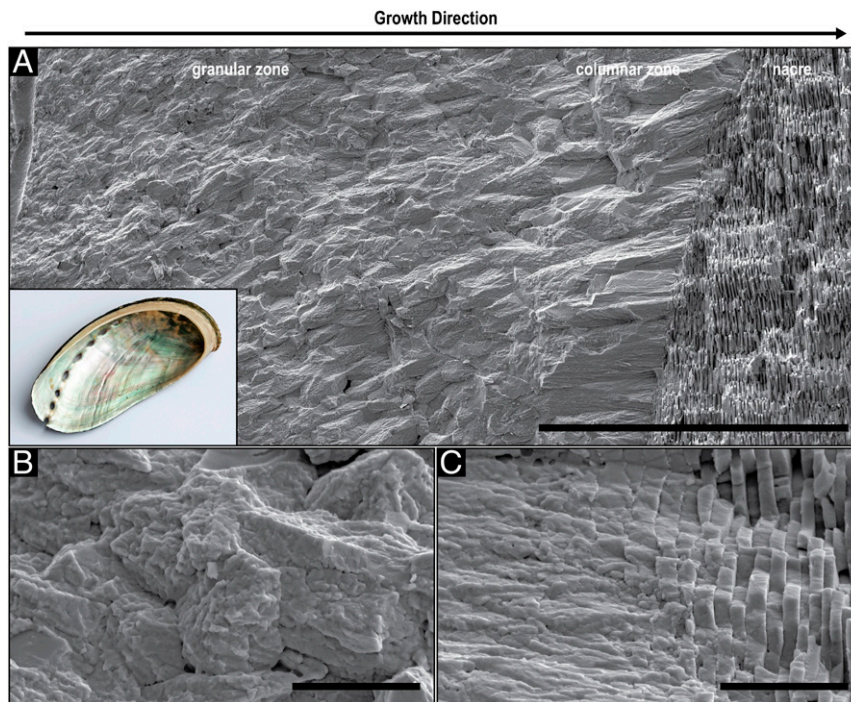 Growth Direction
A
granular zone
columnar zone
nacre
B
C